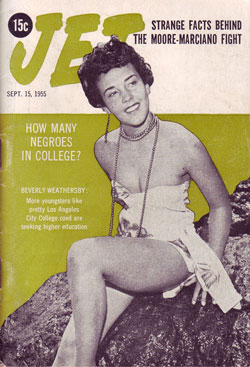 15c
JET
STRANGE FACTS BEHIND
THE MOORE-MARCIANO FIGHT
SEPT. 15, 1955
HOW MANY
NEGROES
IN COLLEGE?
BEVERLY WEATHERSBY:
More youngsters like
pretty Los Angeles
City College coed are
seeking higher education